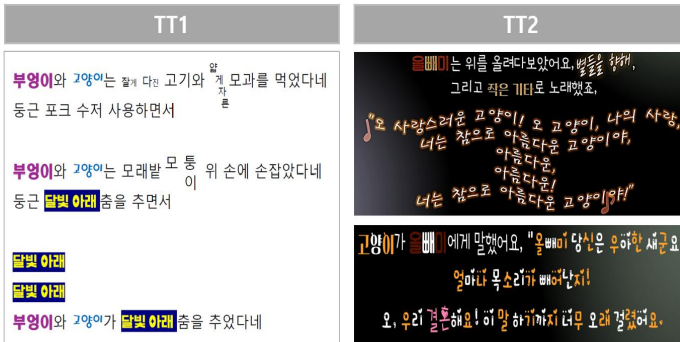 TT1
부엉이와 고양이는 잘게 다진 고기와 얇게 자른 모과를 먹었다네
둥근 포크 수저 사용하면서
부엉이와 고양이는 모래밭 모퉁이 위 손에 손잡았다네
둥근 달빛 아래 춤을 추면서
달빛 아래
달빛 아래
부엉이와 고양이가 달빛 아래 춤을 추었다네
TT2
올빼미는 위를 올려다보았어요, 별들을 향해,
그리고 작은 기타로 노래했죠,
"오 사랑스러운 고양이! 오 고양이, 나의 사랑,
너는 참으로 아름다운 고양이야,
아름다운,
아름다운!
너는 참으로 아름다운 고양이야!"
고양이가 올빼미에게 말했어요, "올빼미 당신은 우아한 새군요
얼마나 목소리가 빼어난지!
오, 우리 결혼해요! 이 말 하기까지 너무 오래 걸렸어요.